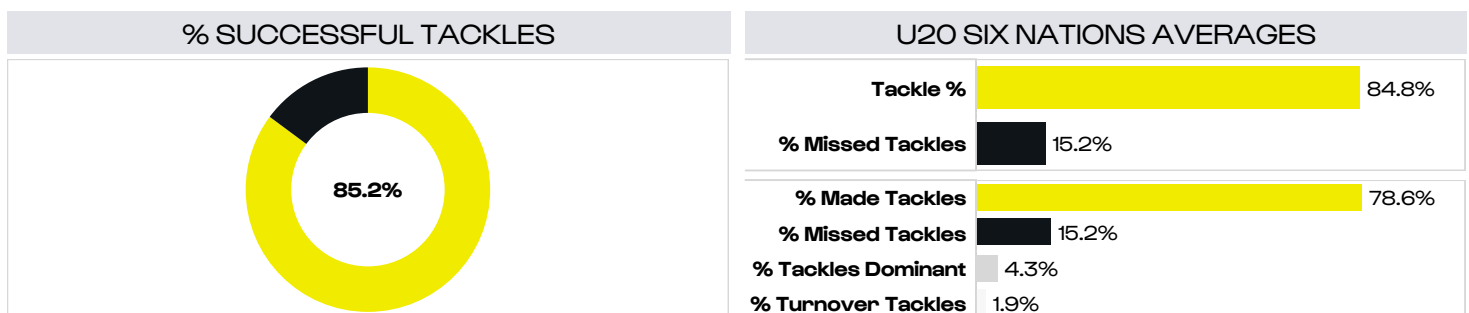 % SUCCESSFUL TACKLES
85.2%
U20 SIX NATIONS AVERAGES
Tackle % 84.8%
% Missed Tackles 15.2%
% Made Tackles 78.6%
% Missed Tackles 15.2%
% Tackles Dominant 4.3%
% Turnover Tackles 1.9%